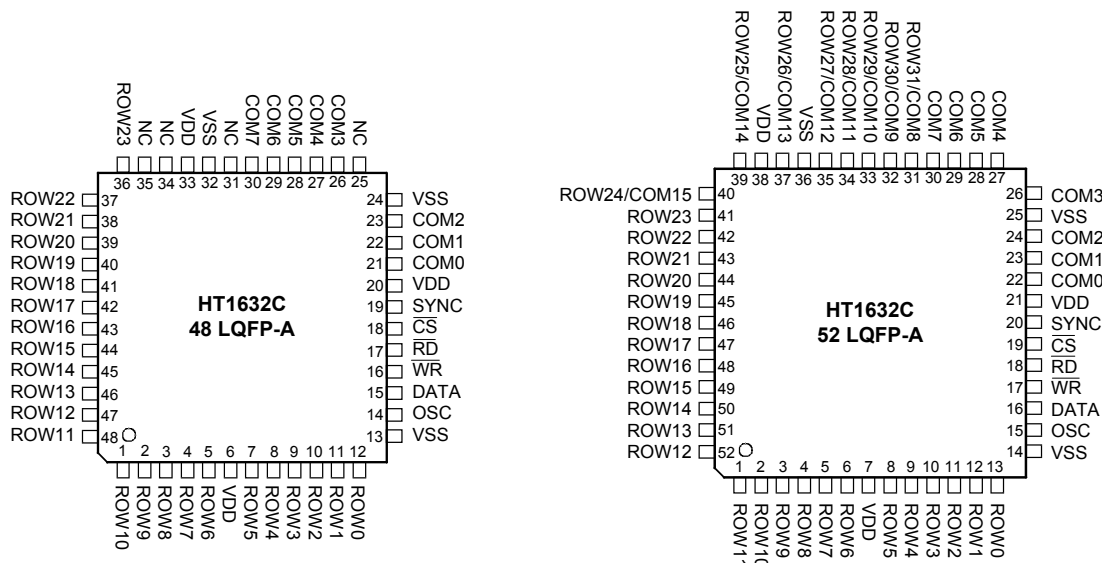 ROW23 NC NC VDD VSS NC COM7 COM6 COM5 COM4 COM3 NC
36 35 34 33 32 31 30 29 28 27 26 25
ROW22 37
ROW21 38
ROW20 39
ROW19 40
ROW18 41
ROW17 42
ROW16 43
ROW15 44
ROW14 45
ROW13 46
ROW12 47
ROW11 48
HT1632C
48 LQFP-A
24 VSS
23 COM2
22 COM1
21 COM0
20 VDD
19 SYNC
18 CS
17 RD
16 WR
15 DATA
14 OSC
13 VSS
1 2 3 4 5 6 7 8 9 10 11 12
ROW10 ROW9 ROW8 ROW7 ROW6 VDD ROW5 ROW4 ROW3 ROW2 ROW1 ROW0
ROW25/COM14 VDD ROW26/COM13 VSS ROW27/COM12 ROW28/COM11 ROW29/COM10 ROW30/COM9 ROW31/COM8 COM7 COM6 COM5 COM4
39 38 37 36 35 34 33 32 31 30 29 28 27
ROW24/COM15 40
ROW23 41
ROW22 42
ROW21 43
ROW20 44
ROW19 45
ROW18 46
ROW17 47
ROW16 48
ROW15 49
ROW14 50
ROW13 51
ROW12 52
HT1632C
52 LQFP-A
26 COM3
25 VSS
24 COM2
23 COM1
22 COM0
21 VDD
20 SYNC
19 CS
18 RD
17 WR
16 DATA
15 OSC
14 VSS
1 2 3 4 5 6 7 8 9 10 11 12 13
ROW10 ROW9 ROW8 ROW7 ROW6 VDD ROW5 ROW4 ROW3 ROW2 ROW1 ROW0